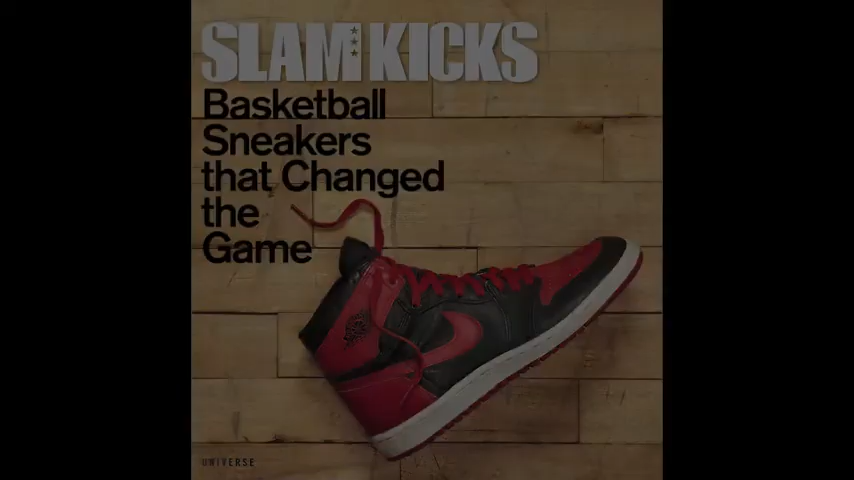 SLAM KICKS
Basketball
Sneakers
that Changed
the
Game
UNIVERSE